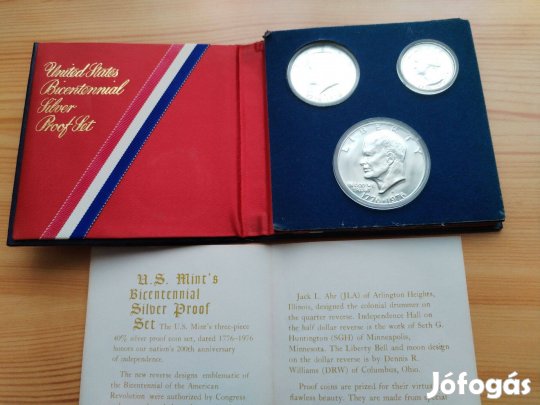 United States
Bicentennial
Silver
Proof Set
LIBERTY
1776-1976
U.S. Mint's
Bicentennial
Silver Proof
Set The U.S. Mint's three-piece
40% silver proof coin set, dated 1776-1976
honors our nation's 200th anniversary
of independence.
The new reverse designs emblematic of
the Bicentennial of the American
Revolution were authorized by Congress
Jack L. Ahr (JLA) of Arlington Heights,
Illinois, designed the colonial drummer on
the quarter reverse. Independence Hall on
the half dollar reverse is the work of Seth G.
Huntington (SGH) of Minneapolis,
Minnesota. The Liberty Bell and moon design
on the dollar reverse is by Dennis R.
Williams (DRW) of Columbus, Ohio.
Proof coins are prized for their virtually
flawless beauty. They are made from special
Jófogás